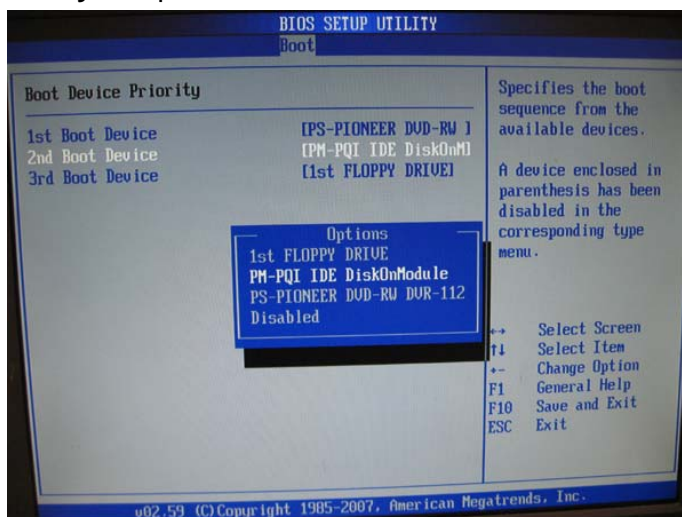 BIOS SETUP UTILITY
Boot
Boot Device Priority
1st Boot Device [PS-PIONEER DVD-RW ]
2nd Boot Device [PM-PQI IDE DiskOnM]
3rd Boot Device [1st FLOPPY DRIVE]
Options
1st FLOPPY DRIVE
PM-PQI IDE DiskOnModule
PS-PIONEER DVD-RW DVR-112
Disabled
Specifies the boot
sequence from the
available devices.
A device enclosed in
parenthesis has been
disabled in the
corresponding type
menu.
↔ Select Screen
↑↓ Select Item
+- Change Option
F1 General Help
F10 Save and Exit
ESC Exit
v02.59 (C)Copyright 1985-2007, American Megatrends, Inc.